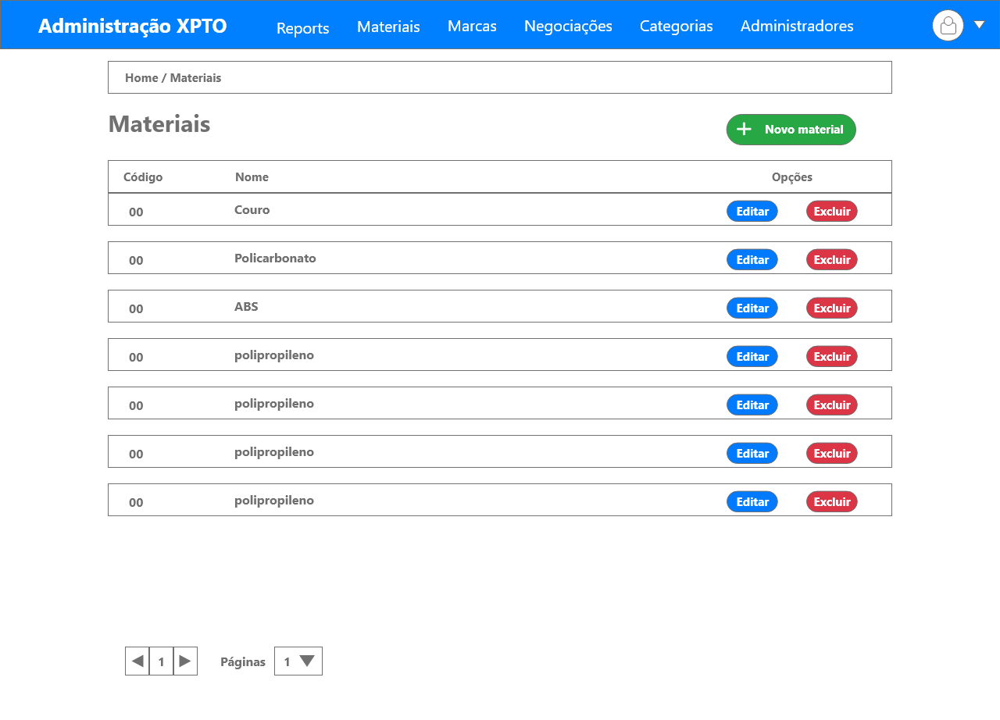 Administração XPTO Reports Materiais Marcas Negociações Categorias Administradores
Home / Materiais
Materiais
Novo material
Código Nome Opções
00 Couro Editar Excluir
00 Policarbonato Editar Excluir
00 ABS Editar Excluir
00 polipropileno Editar Excluir
00 polipropileno Editar Excluir
00 polipropileno Editar Excluir
00 polipropileno Editar Excluir
1 Páginas 1